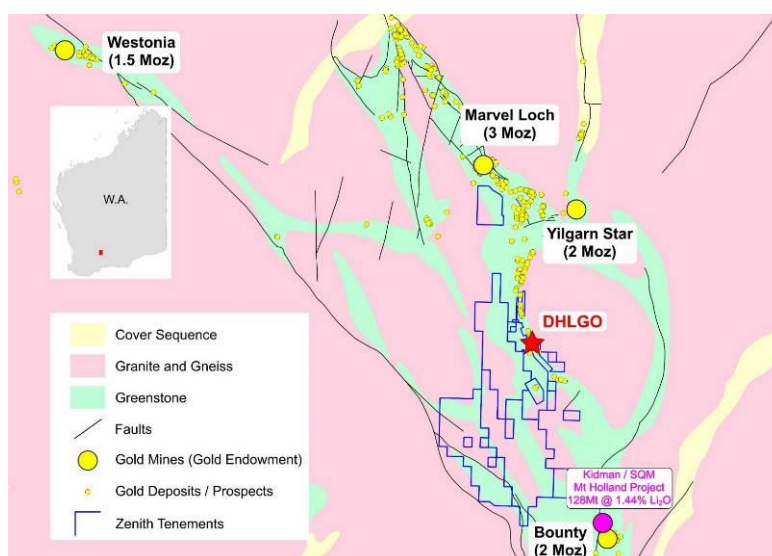 Westonia
(1.5 Moz)
Marvel Loch
(3 Moz)
W.A.
Yilgarn Star
(2 Moz)
DHLGO
Cover Sequence
Granite and Gneiss
Greenstone
Faults
Gold Mines (Gold Endowment)
Gold Deposits / Prospects
Zenith Tenements
Kidman / SQM
Mt Holland Project
128Mt @ 1.44% Li₂O
Bounty
(2 Moz)